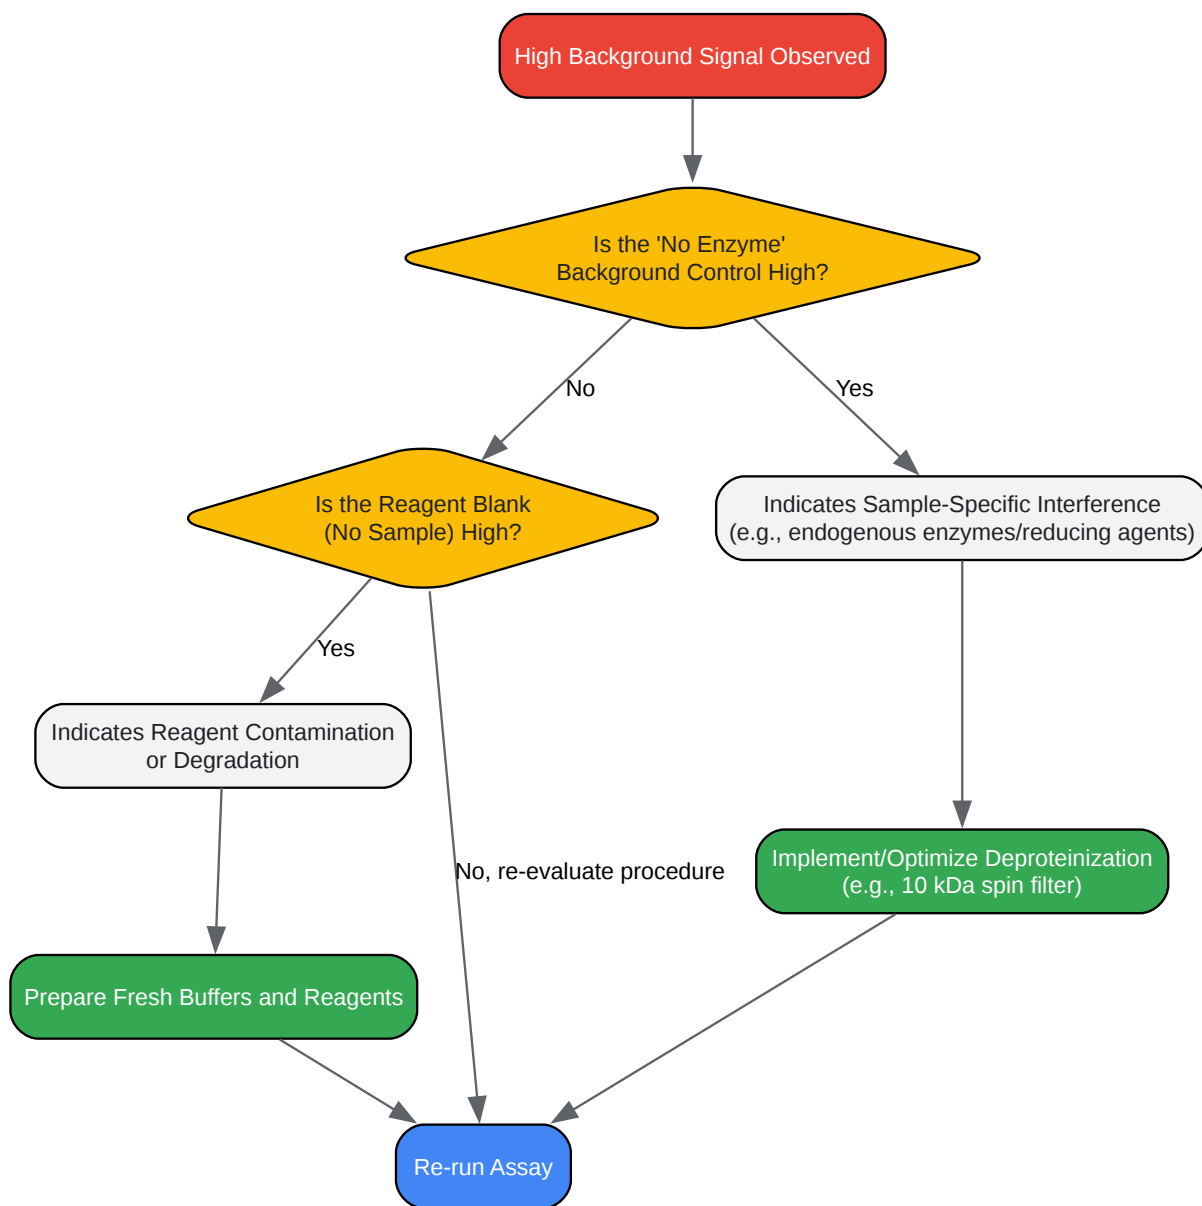 High Background Signal Observed
Is the 'No Enzyme'
Background Control High?
No
Yes
Is the Reagent Blank
(No Sample) High?
Indicates Sample-Specific Interference
(e.g., endogenous enzymes/reducing agents)
Yes
Indicates Reagent Contamination
or Degradation
No, re-evaluate procedure
Implement/Optimize Deproteinization
(e.g., 10 kDa spin filter)
Prepare Fresh Buffers and Reagents
Re-run Assay